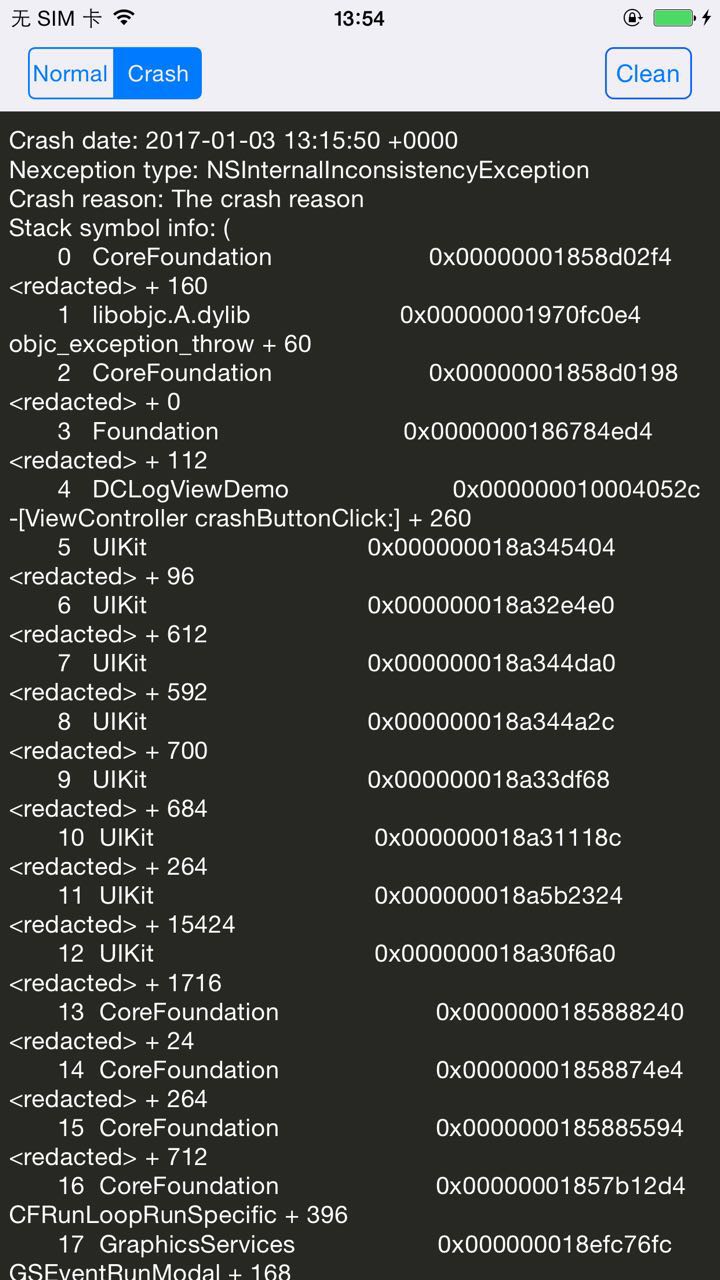 无 SIM 卡 13:54
Normal Crash Clean
Crash date: 2017-01-03 13:15:50 +0000
Nexception type: NSInternalInconsistencyException
Crash reason: The crash reason
Stack symbol info: (
0 CoreFoundation 0x00000001858d02f4
<redacted> + 160
1 libobjc.A.dylib 0x00000001970fc0e4
objc_exception_throw + 60
2 CoreFoundation 0x00000001858d0198
<redacted> + 0
3 Foundation 0x0000000186784ed4
<redacted> + 112
4 DCLogViewDemo 0x000000010004052c
-[ViewController crashButtonClick:] + 260
5 UIKit 0x000000018a345404
<redacted> + 96
6 UIKit 0x000000018a32e4e0
<redacted> + 612
7 UIKit 0x000000018a344da0
<redacted> + 592
8 UIKit 0x000000018a344a2c
<redacted> + 700
9 UIKit 0x000000018a33df68
<redacted> + 684
10 UIKit 0x000000018a31118c
<redacted> + 264
11 UIKit 0x000000018a5b2324
<redacted> + 15424
12 UIKit 0x000000018a30f6a0
<redacted> + 1716
13 CoreFoundation 0x0000000185888240
<redacted> + 24
14 CoreFoundation 0x00000001858874e4
<redacted> + 264
15 CoreFoundation 0x0000000185885594
<redacted> + 712
16 CoreFoundation 0x00000001857b12d4
CFRunLoopRunSpecific + 396
17 GraphicsServices 0x000000018efc76fc
GSEventRunModal + 168